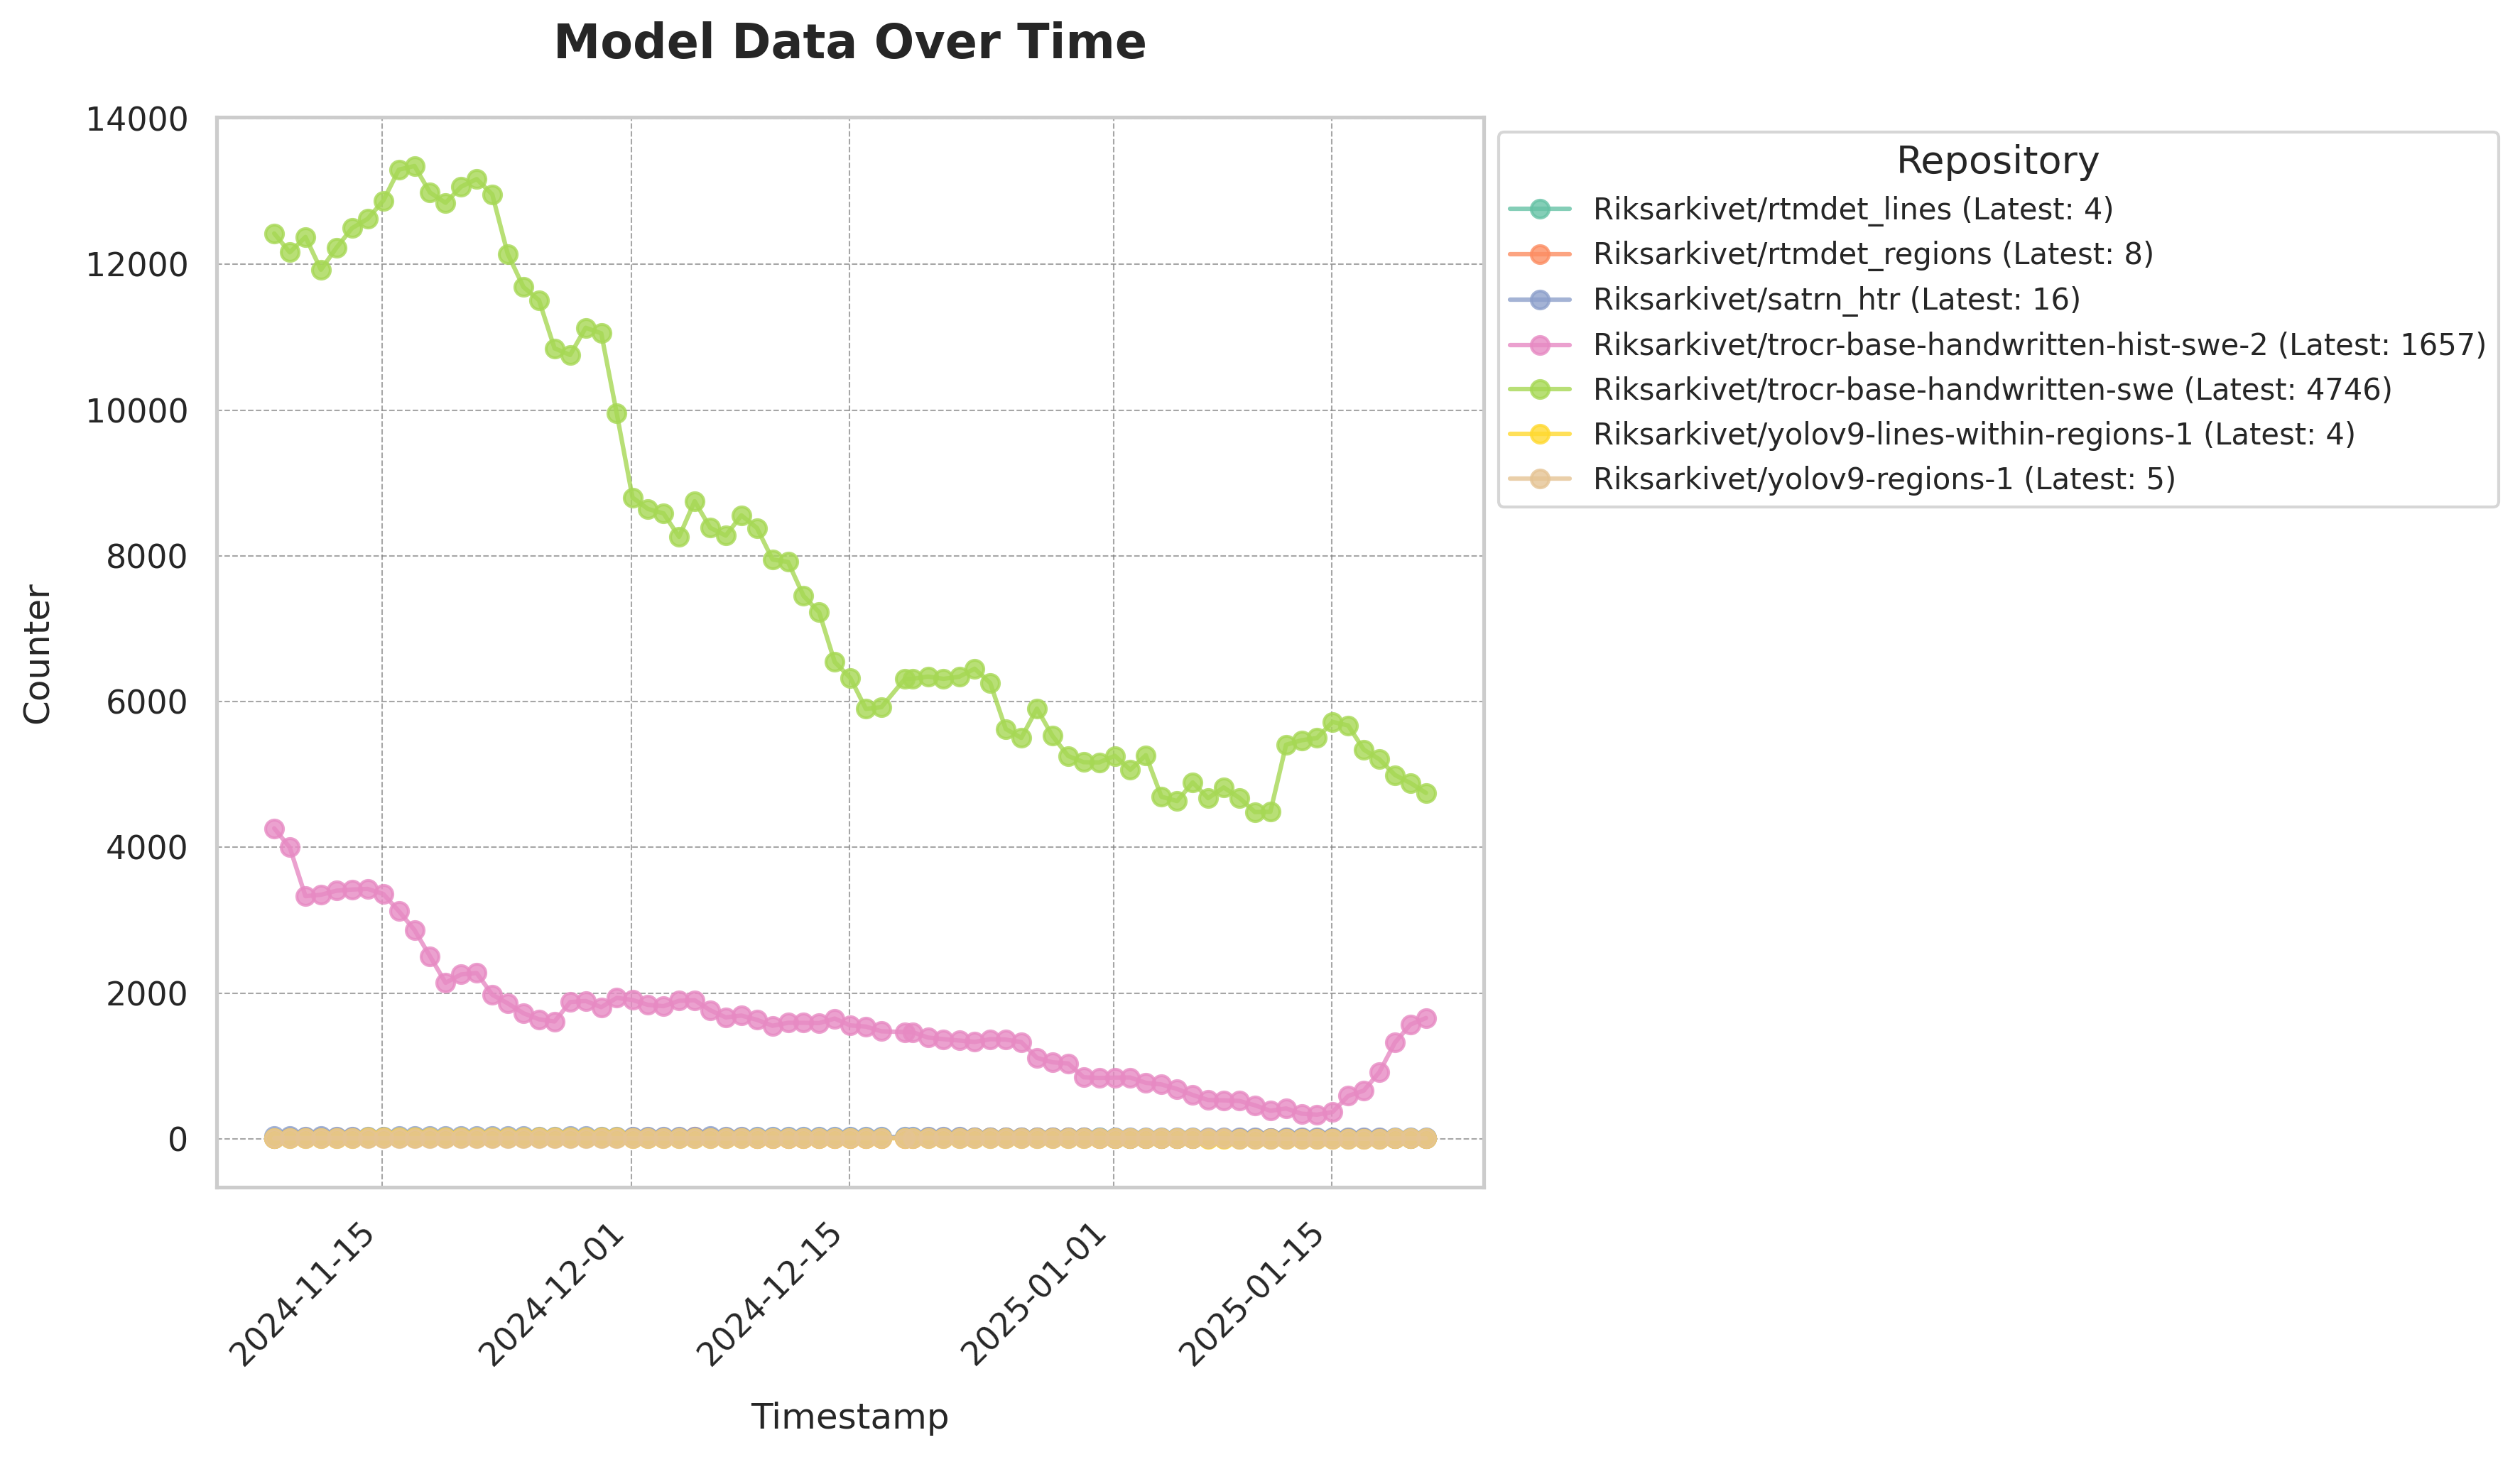 Model Data Over Time
14000
12000
10000
8000
6000
4000
2000
0
Counter
2024-11-15
2024-12-01
2024-12-15
2025-01-01
2025-01-15
Timestamp
Repository
Riksarkivet/rtmdet_lines (Latest: 4)
Riksarkivet/rtmdet_regions (Latest: 8)
Riksarkivet/satrn_htr (Latest: 16)
Riksarkivet/trocr-base-handwritten-hist-swe-2 (Latest: 1657)
Riksarkivet/trocr-base-handwritten-swe (Latest: 4746)
Riksarkivet/yolov9-lines-within-regions-1 (Latest: 4)
Riksarkivet/yolov9-regions-1 (Latest: 5)